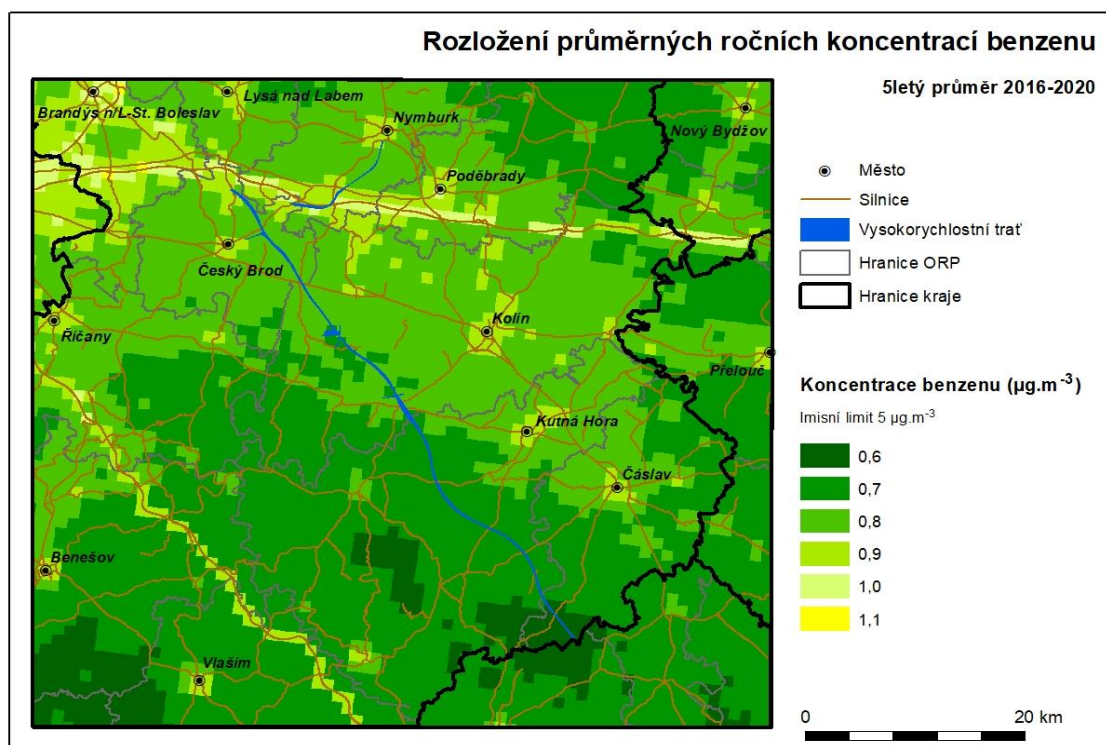 Rozložení průměrných ročních koncentrací benzenu
5letý průměr 2016-2020
Brandýs n/L-St. Boleslav
Lysá nad Labem
Nymburk
Nový Bydžov
Poděbrady
Český Brod
Kolín
Říčany
Přelouč
Kutná Hora
Čáslav
Benešov
Vlašim
Město
Silnice
Vysokorychlostní trať
Hranice ORP
Hranice kraje
Koncentrace benzenu (µg.m⁻³)
Imisní limit 5 µg.m⁻³
0,6
0,7
0,8
0,9
1,0
1,1
0 20 km